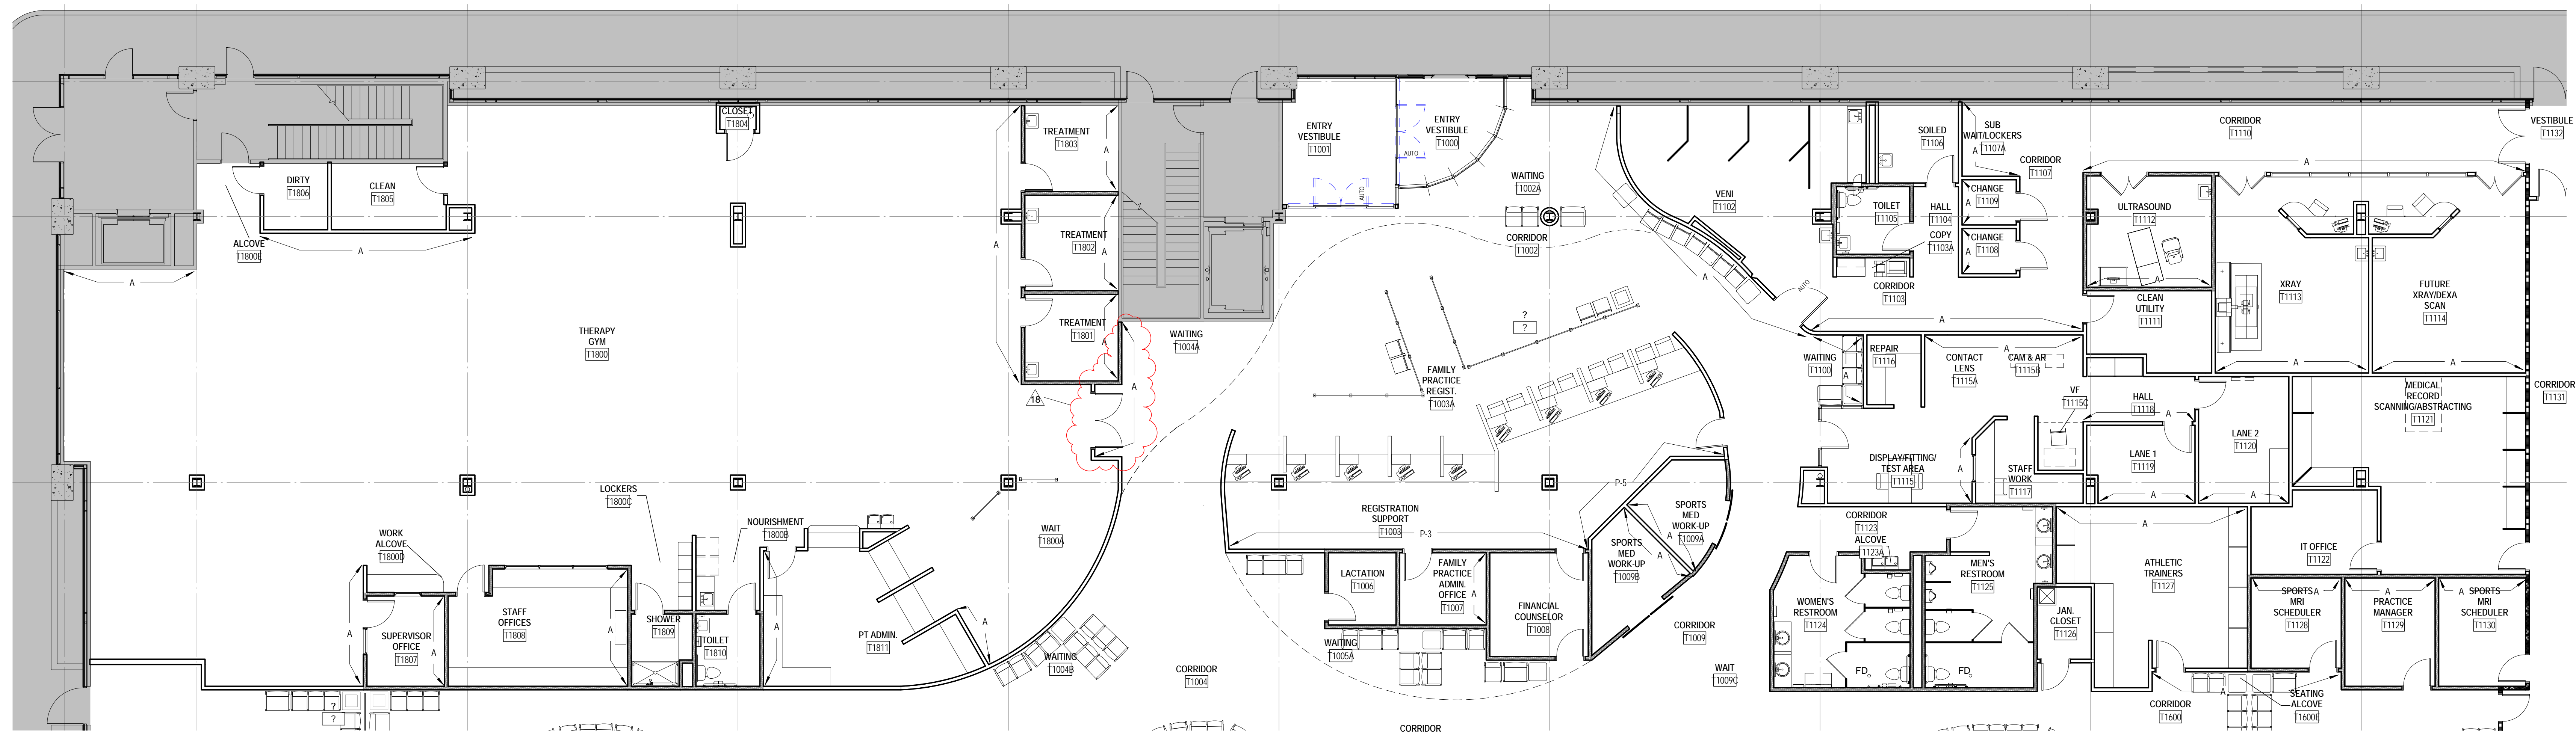 CLOSET
T1804
TREATMENT
T1803
A
A
DIRTY
T1806
CLEAN
T1805
ALCOVE
T1800E
A
A
TREATMENT
T1802
A
THERAPY
GYM
T1800
TREATMENT
T1801
A
A
18
WAITING
T1004A
ENTRY
VESTIBULE
T1001
ENTRY
VESTIBULE
T1000
AUTO
AUTO
WAITING
T1002A
CORRIDOR
T1002
?
?
FAMILY
PRACTICE
REGIST.
T1003A
VENI
T1102
A
AUTO
SOILED
T1106
SUB
WAIT/LOCKERS
T1107A
A
CORRIDOR
T1107
TOILET
T1105
HALL
T1104
COPY
T1103A
CHANGE
T1109
A
CHANGE
T1108
A
CORRIDOR
T1103
A
CORRIDOR
T1110
A
VESTIBULE
T1132
ULTRASOUND
T1112
A
CLEAN
UTILITY
T1111
XRAY
T1113
A
FUTURE
XRAY/DEXA
SCAN
T1114
A
WAITING
T1100
A
REPAIR
T1116
CONTACT
LENS
T1115A
A
CAM & AR
T1115B
VF
T1115C
HALL
T1118
A
LANE 1
T1119
A
LANE 2
T1120
A
MEDICAL
RECORD
SCANNING/ABSTRACTING
T1121
CORRIDOR
T1131
DISPLAY/FITTING/
TEST AREA
T1115
A
STAFF
WORK
T1117
LOCKERS
T1800C
NOURISHMENT
T1800B
WORK
ALCOVE
T1800D
WAIT
T1800A
A
SUPERVISOR
OFFICE
T1807
A
STAFF
OFFICES
T1808
A
SHOWER
T1809
TOILET
T1810
A
PT ADMIN.
T1811
A
WAITING
T1004B
CORRIDOR
T1004
?
?
REGISTRATION
SUPPORT
T1003
P-3
P-5
SPORTS
MED
WORK-UP
T1009A
A
SPORTS
MED
WORK-UP
T1009B
A
LACTATION
T1006
FAMILY
PRACTICE
ADMIN.
OFFICE
T1007
A
FINANCIAL
COUNSELOR
T1008
WAITING
T1005A
CORRIDOR
T1009
WAIT
T1009C
CORRIDOR
CORRIDOR
T1123
ALCOVE
T1123A
WOMEN'S
RESTROOM
T1124
FD
MEN'S
RESTROOM
T1125
FD
JAN.
CLOSET
T1126
A
ATHLETIC
TRAINERS
T1127
IT OFFICE
T1122
SPORTS
MRI
SCHEDULER
T1128
A
PRACTICE
MANAGER
T1129
A
SPORTS
MRI
SCHEDULER
T1130
A
A
SEATING
ALCOVE
T1600E
CORRIDOR
T1600